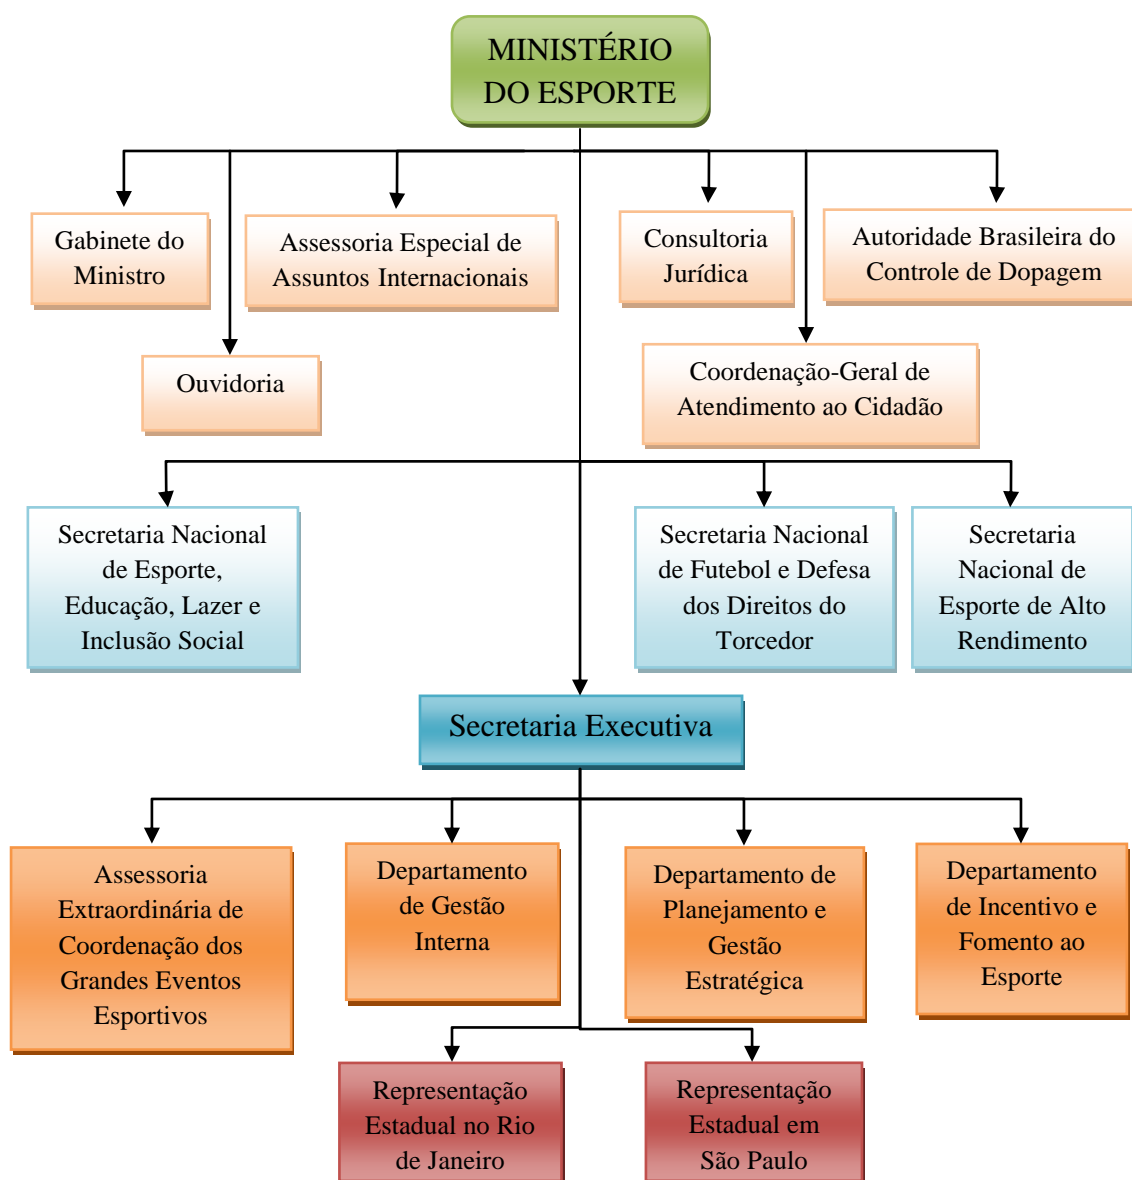 MINISTÉRIO
DO ESPORTE
Gabinete do
Ministro
Assessoria Especial de
Assuntos Internacionais
Consultoria
Jurídica
Autoridade Brasileira do
Controle de Dopagem
Ouvidoria
Coordenação-Geral de
Atendimento ao Cidadão
Secretaria Nacional
de Esporte,
Educação, Lazer e
Inclusão Social
Secretaria Nacional
de Futebol e Defesa
dos Direitos do
Torcedor
Secretaria
Nacional de
Esporte de Alto
Rendimento
Secretaria Executiva
Assessoria
Extraordinária de
Coordenação dos
Grandes Eventos
Esportivos
Departamento
de Gestão
Interna
Departamento de
Planejamento e
Gestão
Estratégica
Departamento
de Incentivo e
Fomento ao
Esporte
Representação
Estadual no Rio
de Janeiro
Representação
Estadual em
São Paulo